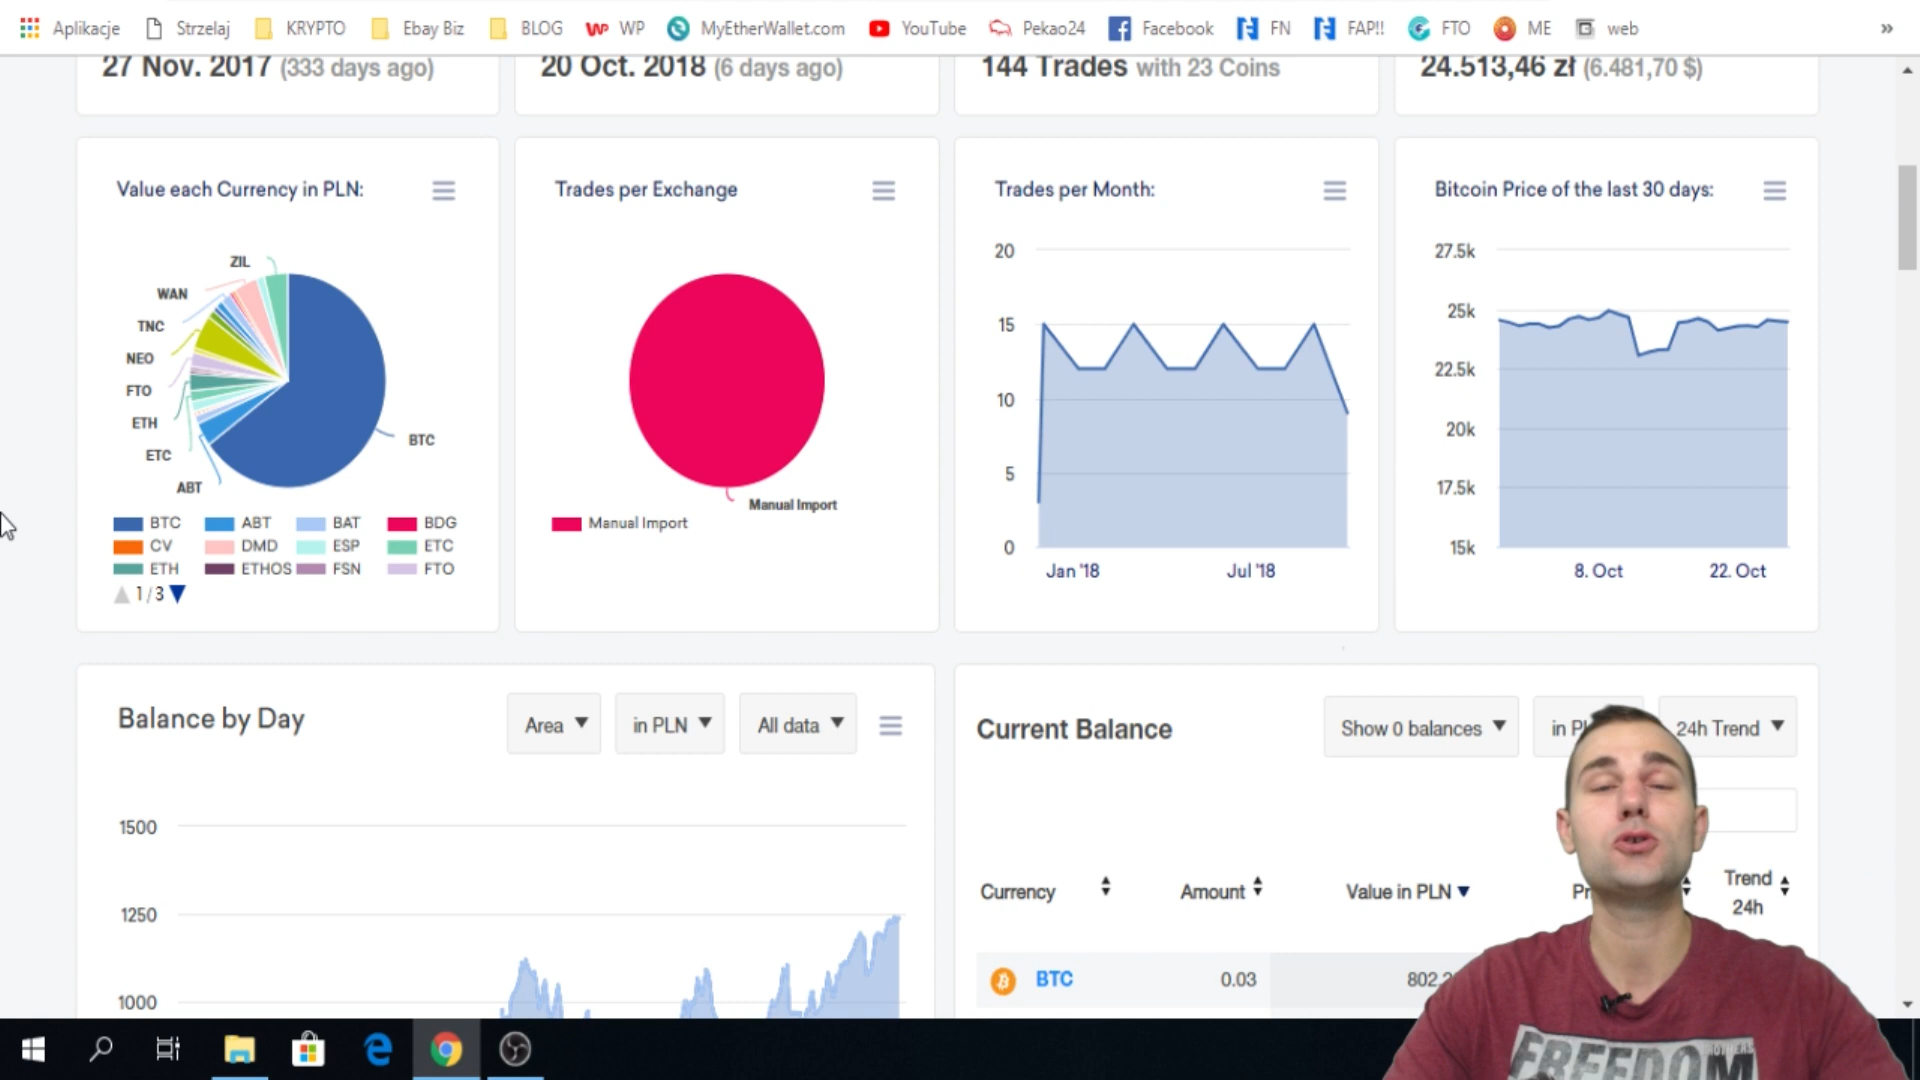 Aplikacje Strzelaj KRYPTO Ebay Biz BLOG WP MyEtherWallet.com YouTube Pekao24 Facebook FN FAP!! FTO ME web »
27 Nov. 2017 (333 days ago)
20 Oct. 2018 (6 days ago)
144 Trades with 23 Coins
24.513,46 zł (6.481,70 $)
Value each Currency in PLN:
ZIL
WAN
TNC
NEO
FTO
ETH
ETC
ABT
BTC
BTC ABT BAT BDG
CV DMD ESP ETC
ETH ETHOS FSN FTO
1/3
Trades per Exchange
Manual Import
Manual Import
Trades per Month:
20
15
10
5
0
Jan '18 Jul '18
Bitcoin Price of the last 30 days:
27.5k
25k
22.5k
20k
17.5k
15k
8. Oct 22. Oct
Balance by Day
Area in PLN All data
1500
1250
1000
Current Balance
Show 0 balances in 24h Trend
Currency Amount Value in PLN Trend
24h
BTC 0.03
FREEDOM